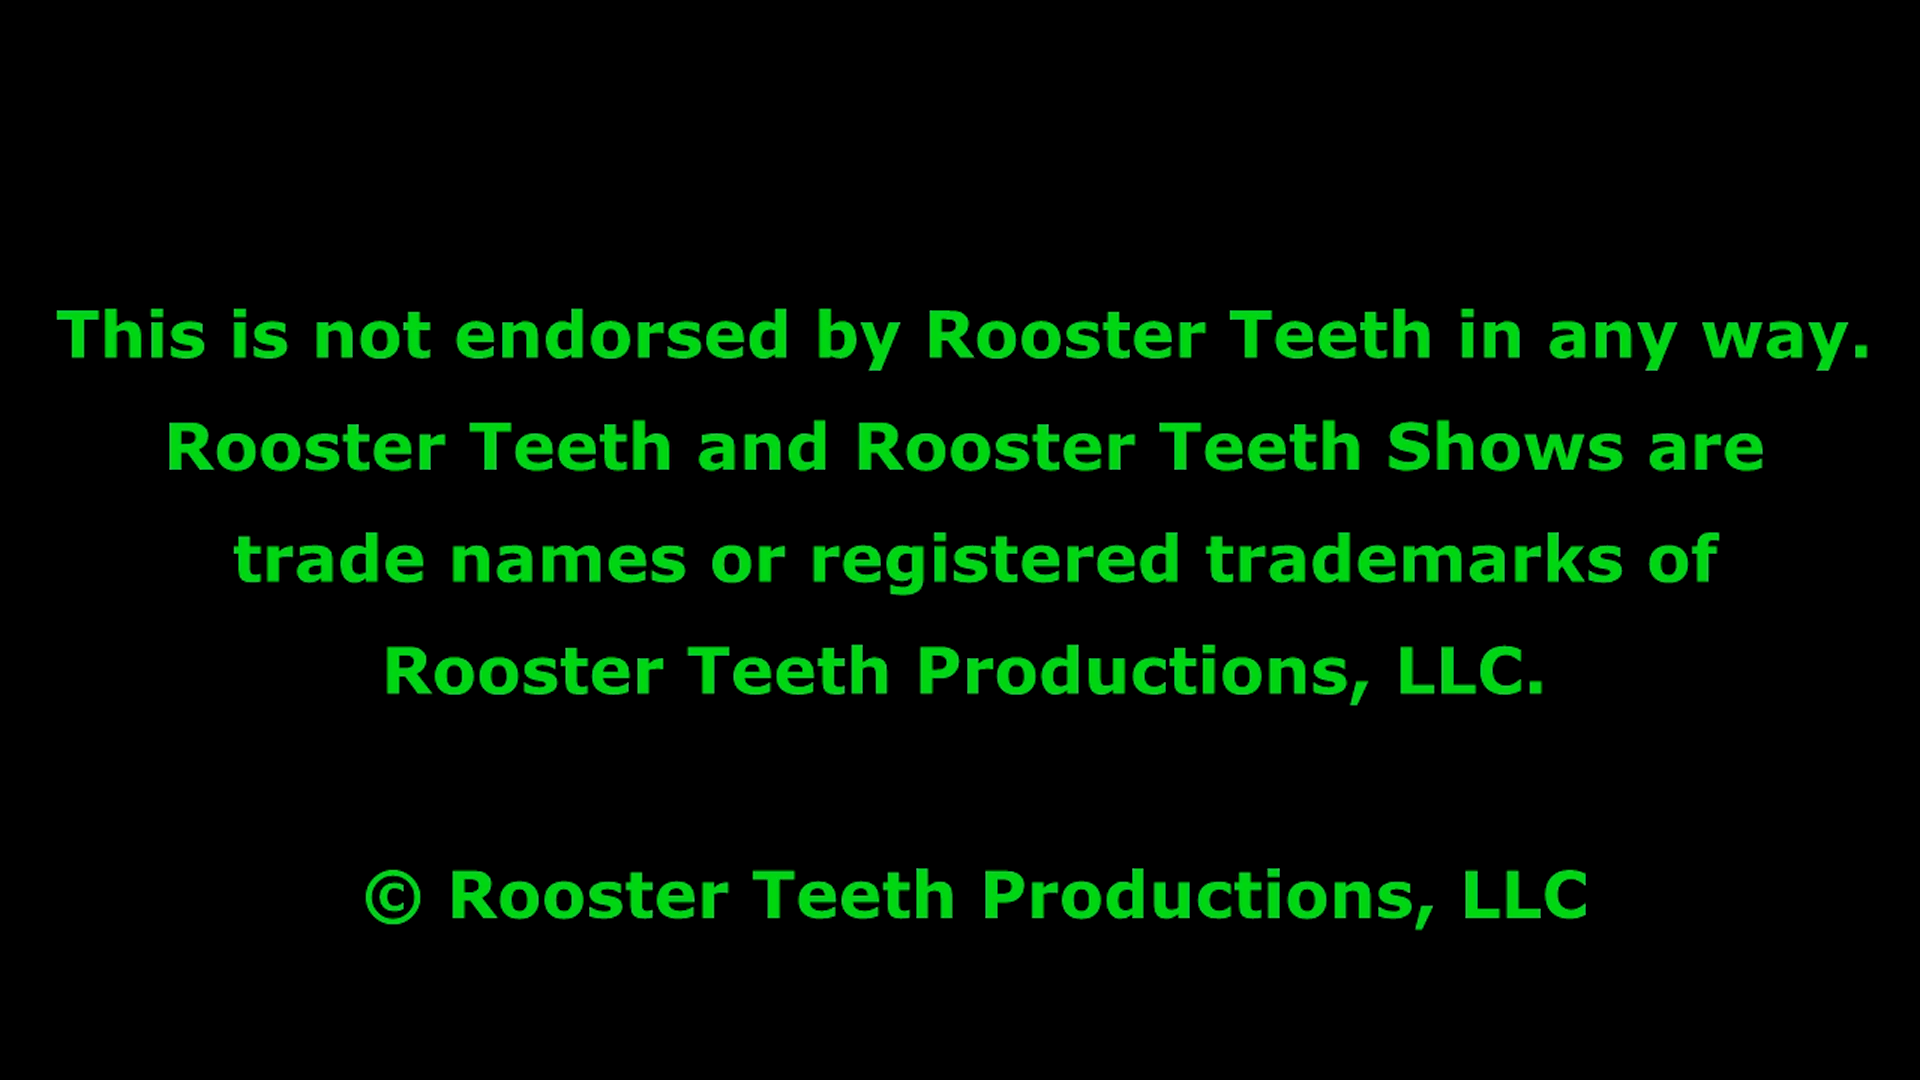 This is not endorsed by Rooster Teeth in any way.
Rooster Teeth and Rooster Teeth Shows are
trade names or registered trademarks of
Rooster Teeth Productions, LLC.
© Rooster Teeth Productions, LLC